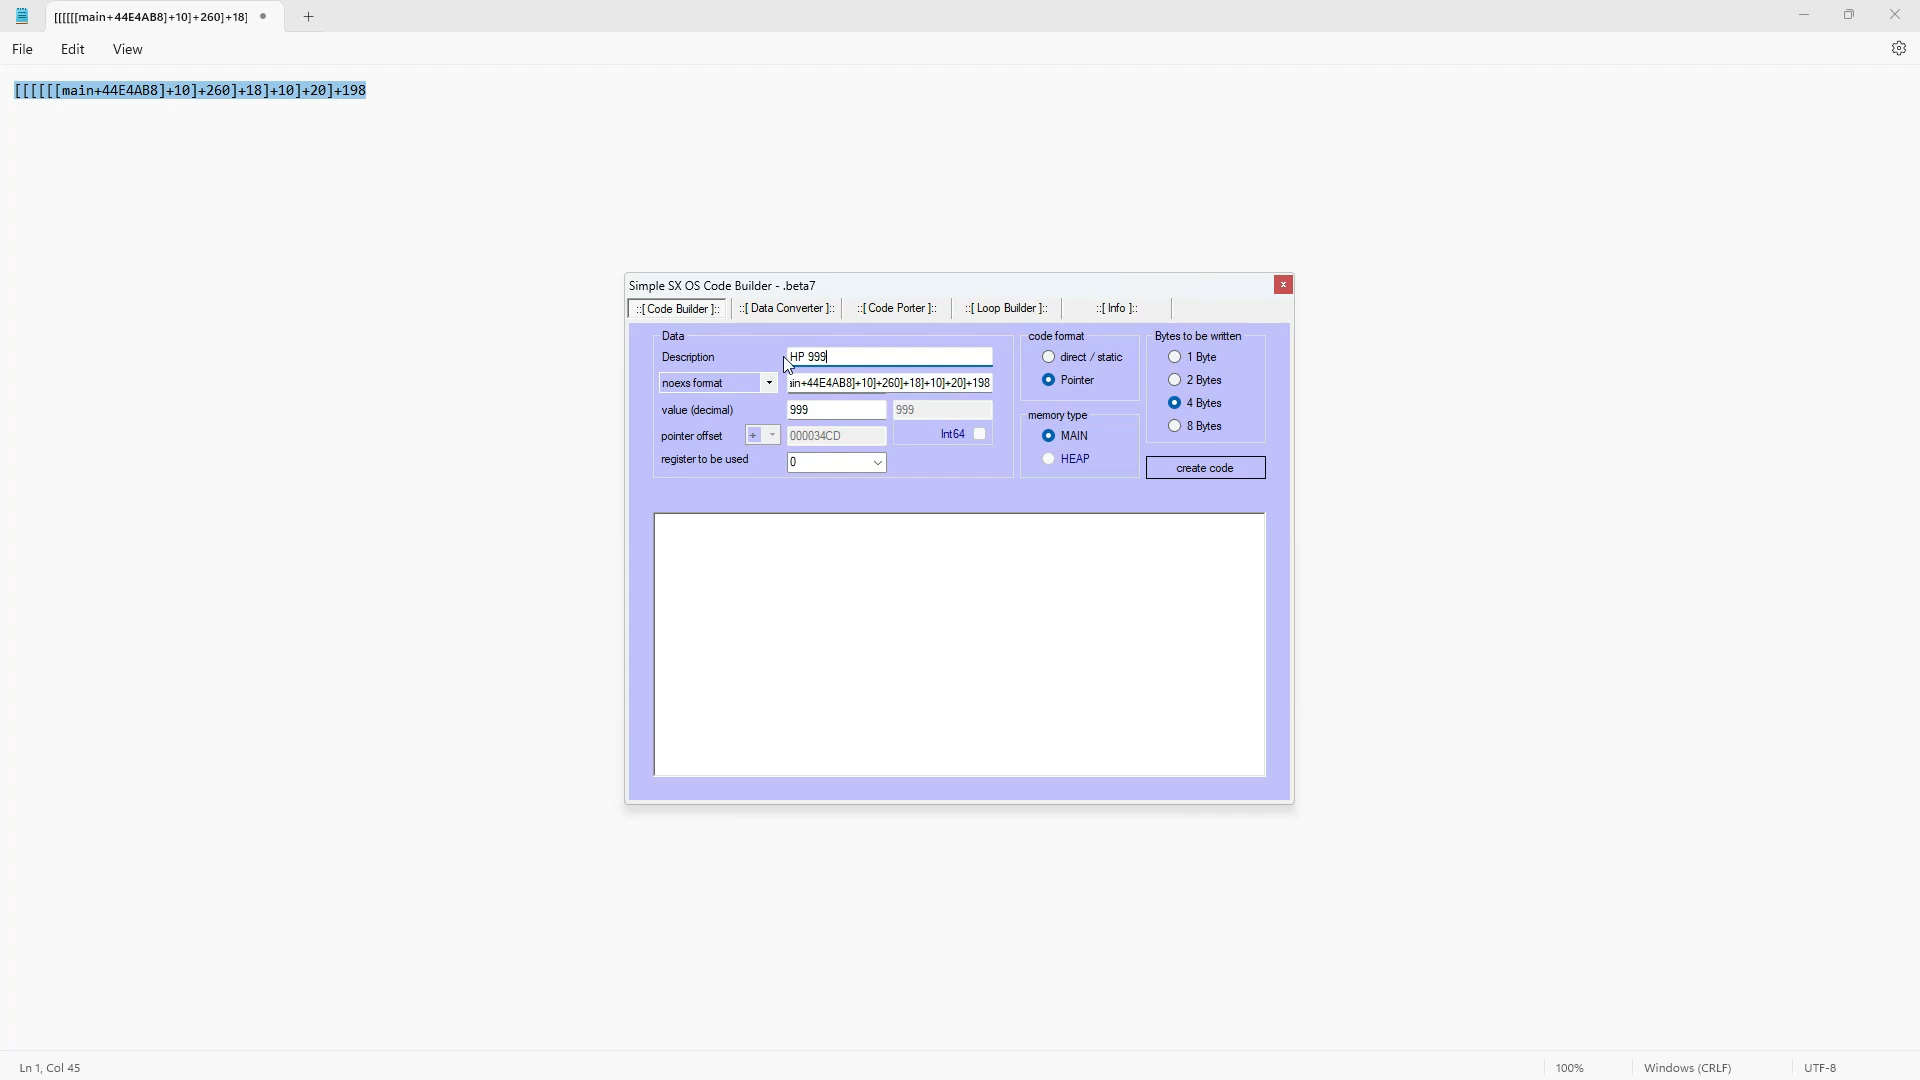 [[[[[[main+44E4AB8]+10]+260]+18]
File Edit View
[[[[[[main+44E4AB8]+10]+260]+18]+10]+20]+198
Simple SX OS Code Builder - .beta7
::[ Code Builder ]:: ::[ Data Converter ]:: ::[ Code Porter ]:: ::[ Loop Builder ]:: ::[ Info ]::
Data code format Bytes to be written
Description HP 999 direct / static 1 Byte
noexs format ain+44E4AB8]+10]+260]+18]+10]+20]+198 Pointer 2 Bytes
4 Bytes
value (decimal) 999 999 memory type
8 Bytes
pointer offset + 000034CD Int64 MAIN
register to be used 0 HEAP create code
Ln 1, Col 45 100% Windows (CRLF) UTF-8